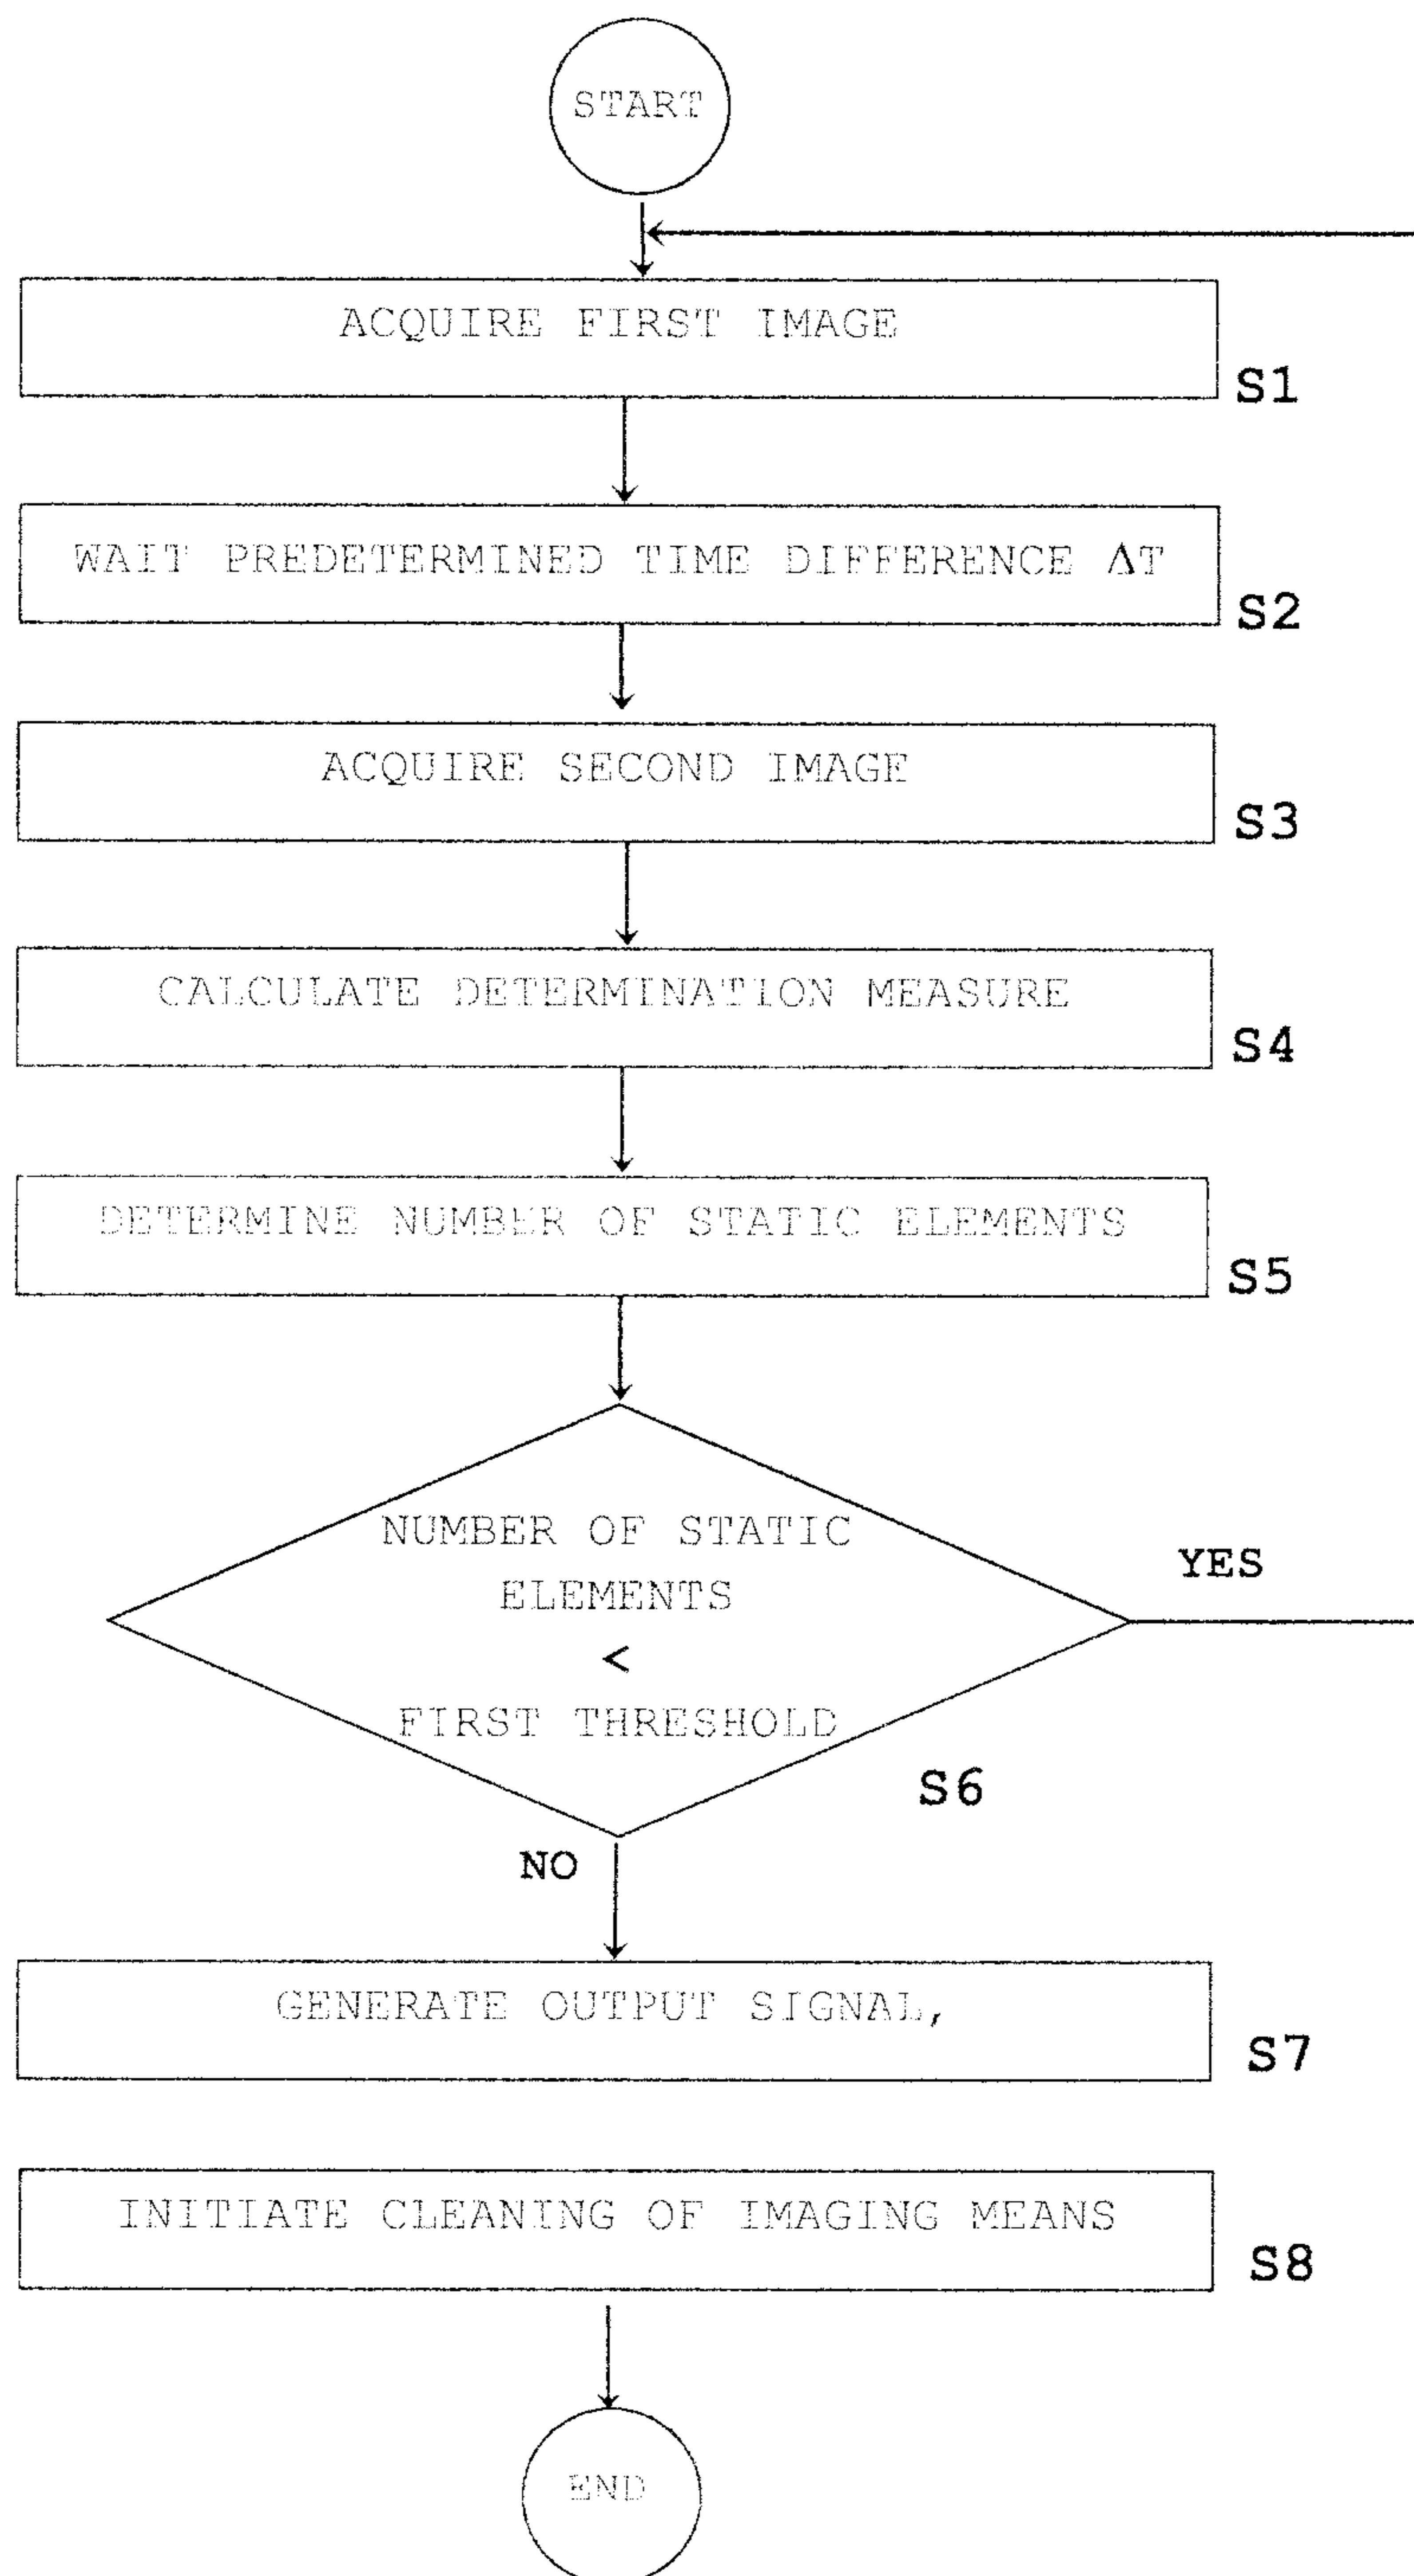 START
ACQUIRE FIRST IMAGE
S1
WAIT PREDETERMINED TIME DIFFERENCE ΔT
S2
ACQUIRE SECOND IMAGE
S3
CALCULATE DETERMINATION MEASURE
S4
DETERMINE NUMBER OF STATIC ELEMENTS
S5
NUMBER OF STATIC
ELEMENTS
<
FIRST THRESHOLD
YES
S6
NO
GENERATE OUTPUT SIGNAL,
S7
INITIATE CLEANING OF IMAGING MEANS
S8
END